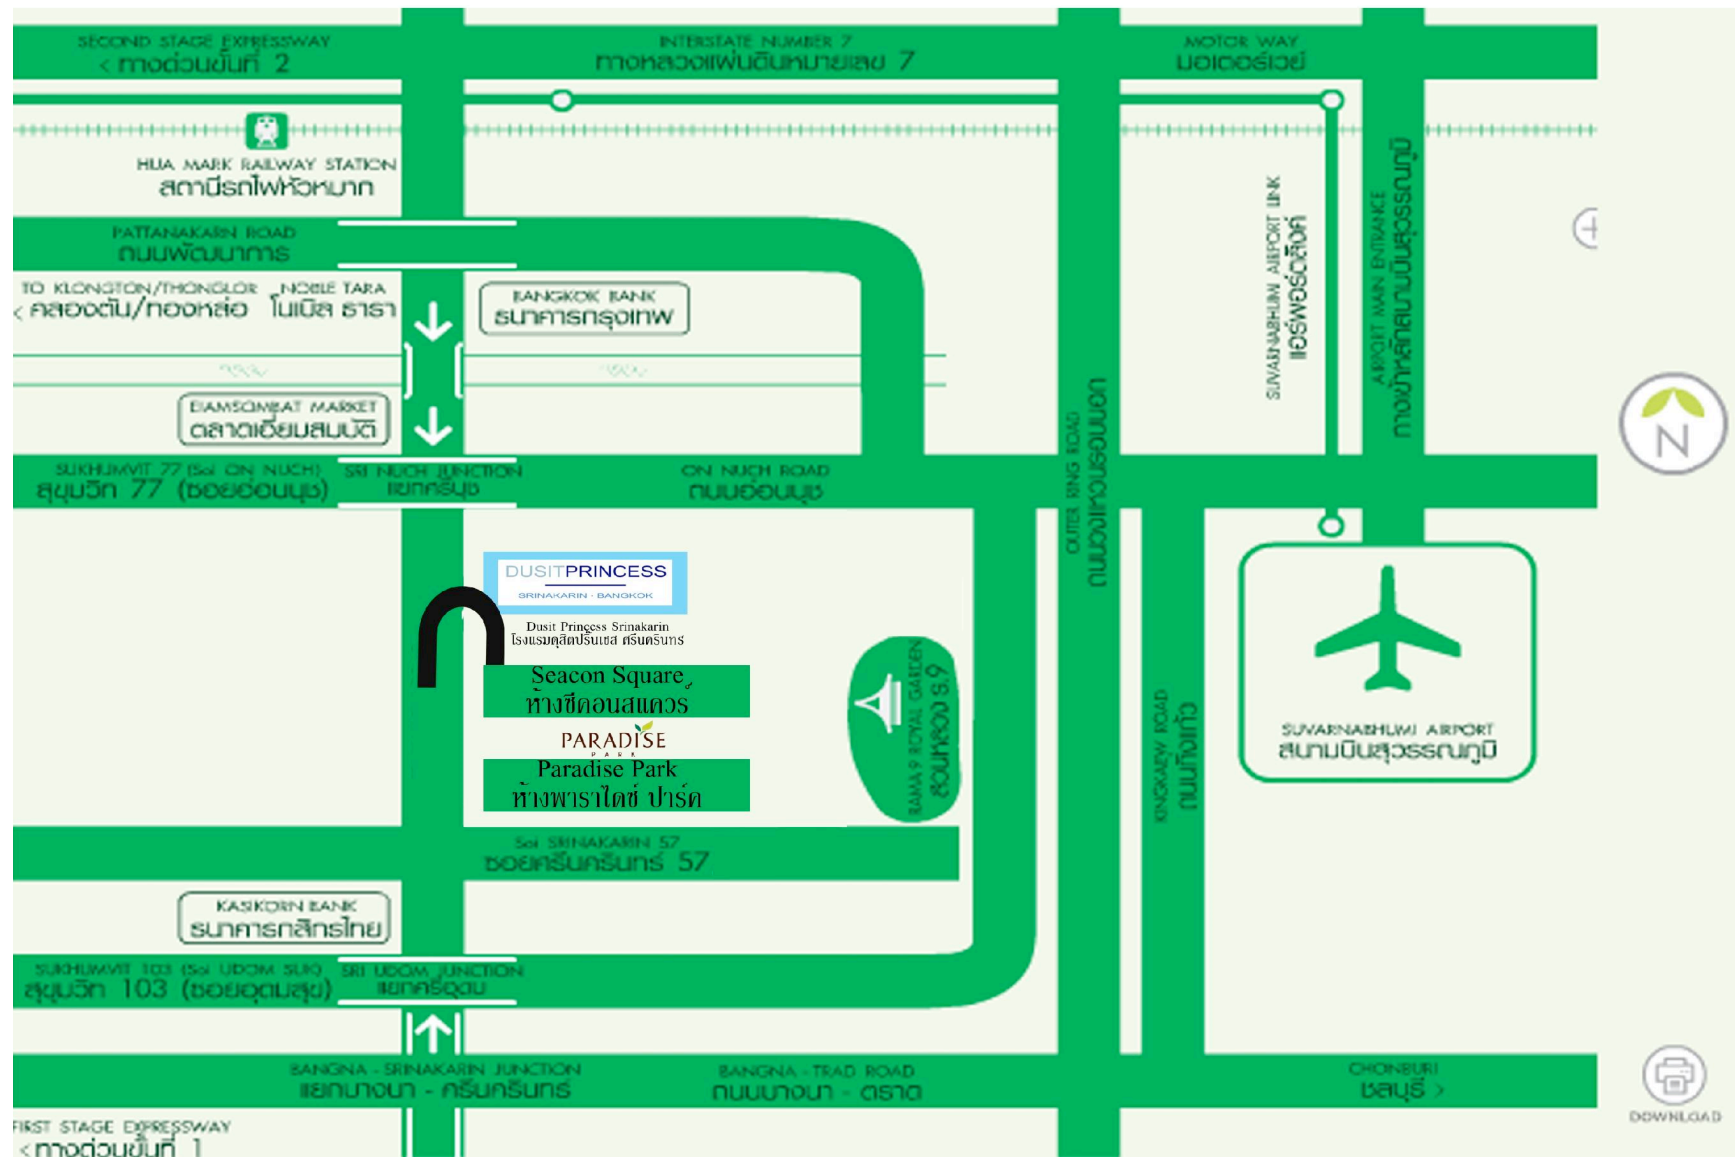 SECOND STAGE EXPRESSWAY
< ทางด่วนขั้นที่ 2
INTERSTATE NUMBER 7
ทางหลวงแผ่นดินหมายเลข 7
MOTOR WAY
มอเตอร์เวย์
HUA MARK RAILWAY STATION
สถานีรถไฟหัวหมาก
PATTANAKARN ROAD
ถนนพัฒนาการ
TO KLONGTON/THONGLOR NOBLE TARA
< คลองตัน/ทองหล่อ โนเบิล ธารา
BANGKOK BANK
ธนาคารกรุงเทพ
คลอง
คลอง
EIAMSOMBAT MARKET
ตลาดเอี่ยมสมบัติ
SUKHUMVIT 77 (Soi ON NUCH)
สุขุมวิท 77 (ซอยอ่อนนุช)
SRI NUCH JUNCTION
แยกศรีนุช
ON NUCH ROAD
ถนนอ่อนนุช
OUTER RING ROAD
ถนนวงแหวนรอบนอก
SUVARNABHUMI AIRPORT LINK
แอร์พอร์ตลิงค์
AIRPORT MAIN ENTRANCE
ทางเข้าหลักสนามบินสุวรรณภูมิ
N
DUSITPRINCESS
SRINAKARIN - BANGKOK
Dusit Princess Srinakarin
โรงแรมดุสิตปริ๊นเซส ศรีนครินทร์
Seacon Square
ห้างซีคอนสแควร์
PARADISE
PARK
Paradise Park
ห้างพาราไดซ์ ปาร์ค
RAMA 9 ROYAL GARDEN
สวนหลวง ร.9
KINGKAEW ROAD
ถนนกิ่งแก้ว
SUVARNABHUMI AIRPORT
สนามบินสุวรรณภูมิ
Soi SRINAKARIN 57
ซอยศรีนครินทร์ 57
KASIKORN BANK
ธนาคารกสิกรไทย
SUKHUMVIT 103 (Soi UDOM SUK)
สุขุมวิท 103 (ซอยอุดมสุข)
SRI UDOM JUNCTION
แยกศรีอุดม
BANGNA - SRINAKARIN JUNCTION
แยกบางนา - ศรีนครินทร์
BANGNA - TRAD ROAD
ถนนบางนา - ตราด
CHONBURI
ชลบุรี >
DOWNLOAD
FIRST STAGE EXPRESSWAY
< ทางด่วนขั้นที่ 1